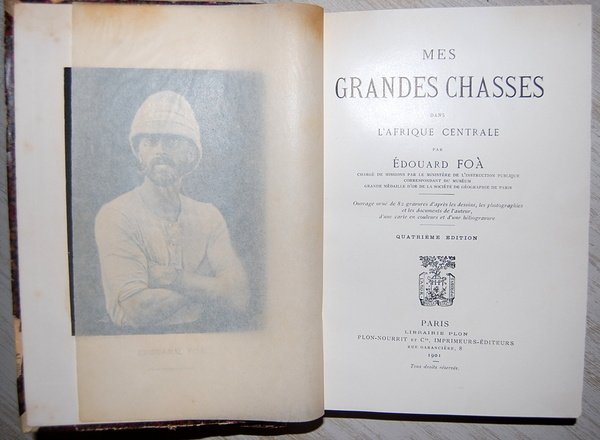 MES
GRANDES CHASSES
DANS
L'AFRIQUE CENTRALE
PAR
ÉDOUARD FOÀ
CHARGÉ DE MISSIONS PAR LE MINISTÈRE DE L'INSTRUCTION PUBLIQUE
CORRESPONDANT DU MUSÉUM
GRANDE MÉDAILLE D'OR DE LA SOCIÉTÉ DE GÉOGRAPHIE DE PARIS
Ouvrage orné de 82 gravures d'après les dessins, les photographies
et les documents de l'auteur,
d'une carte en couleurs et d'une héliogravure
QUATRIÈME ÉDITION
PARIS
LIBRAIRIE PLON
PLON-NOURRIT ET Cie, IMPRIMEURS-ÉDITEURS
RUE GARANCIÈRE, 8
1901
Tous droits réservés.